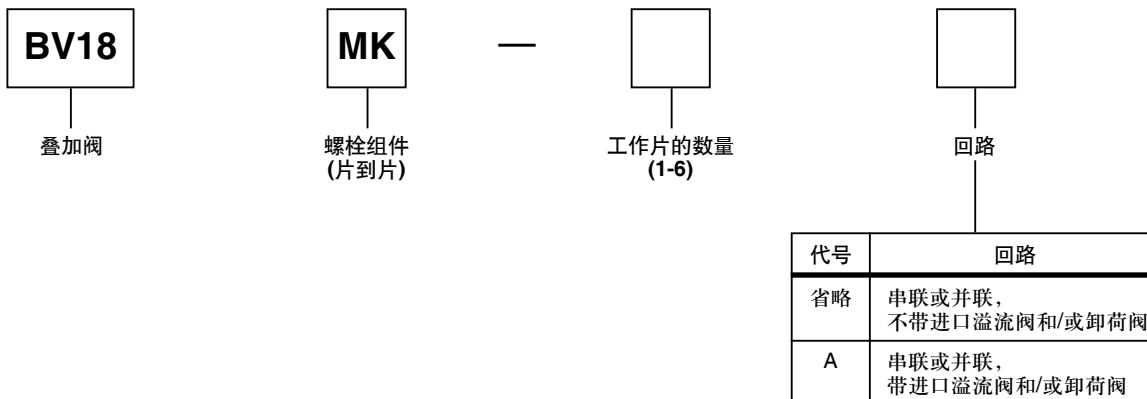 BV18 MK —
叠加阀
螺栓组件
(片到片)
工作片的数量
(1-6)
回路
代号 回路
省略 串联或并联，
不带进口溢流阀和/或卸荷阀
A 串联或并联，
带进口溢流阀和/或卸荷阀